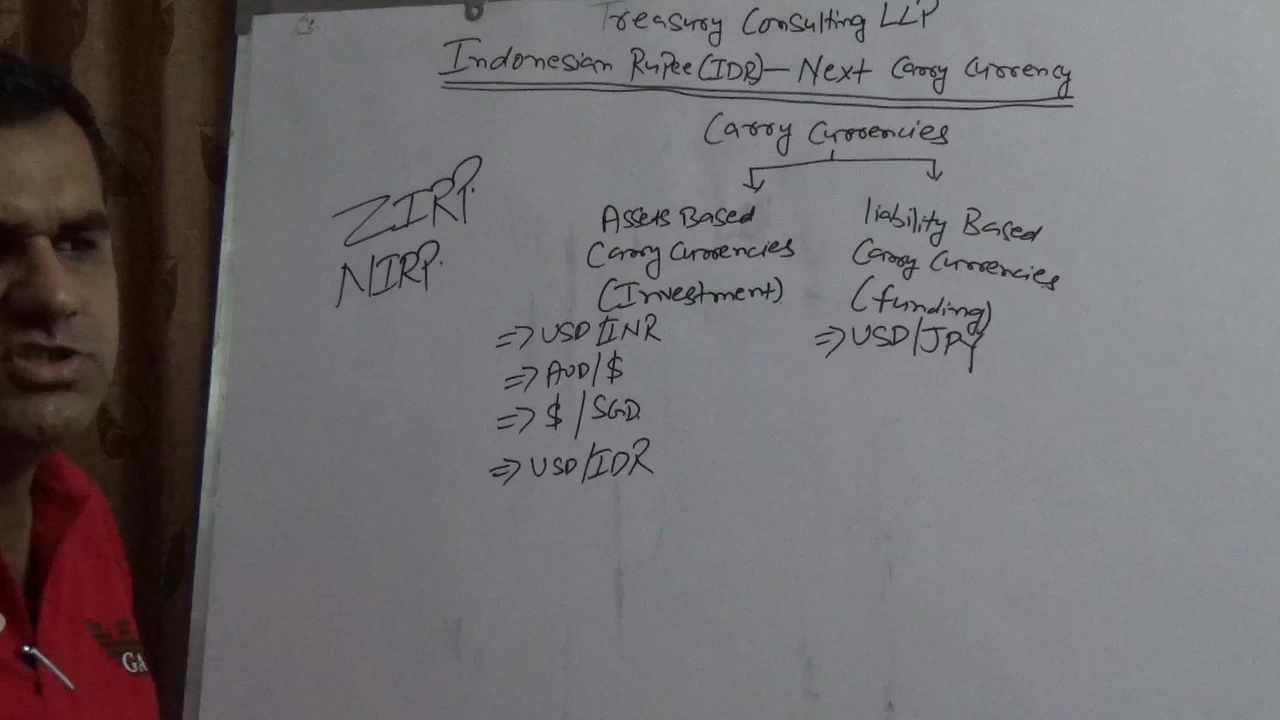 Treasury Consulting LLP
Indonesian Rupee (IDR) – Next Carry Currency
Carry Currencies
ZIRP.
NIRP.
Assets Based
Carry Currencies
(Investment)
=> USD/INR
=> AUD/$
=> $/SGD
=> USD/IDR
liability Based
Carry Currencies
(funding)
=> USD/JPY
GA